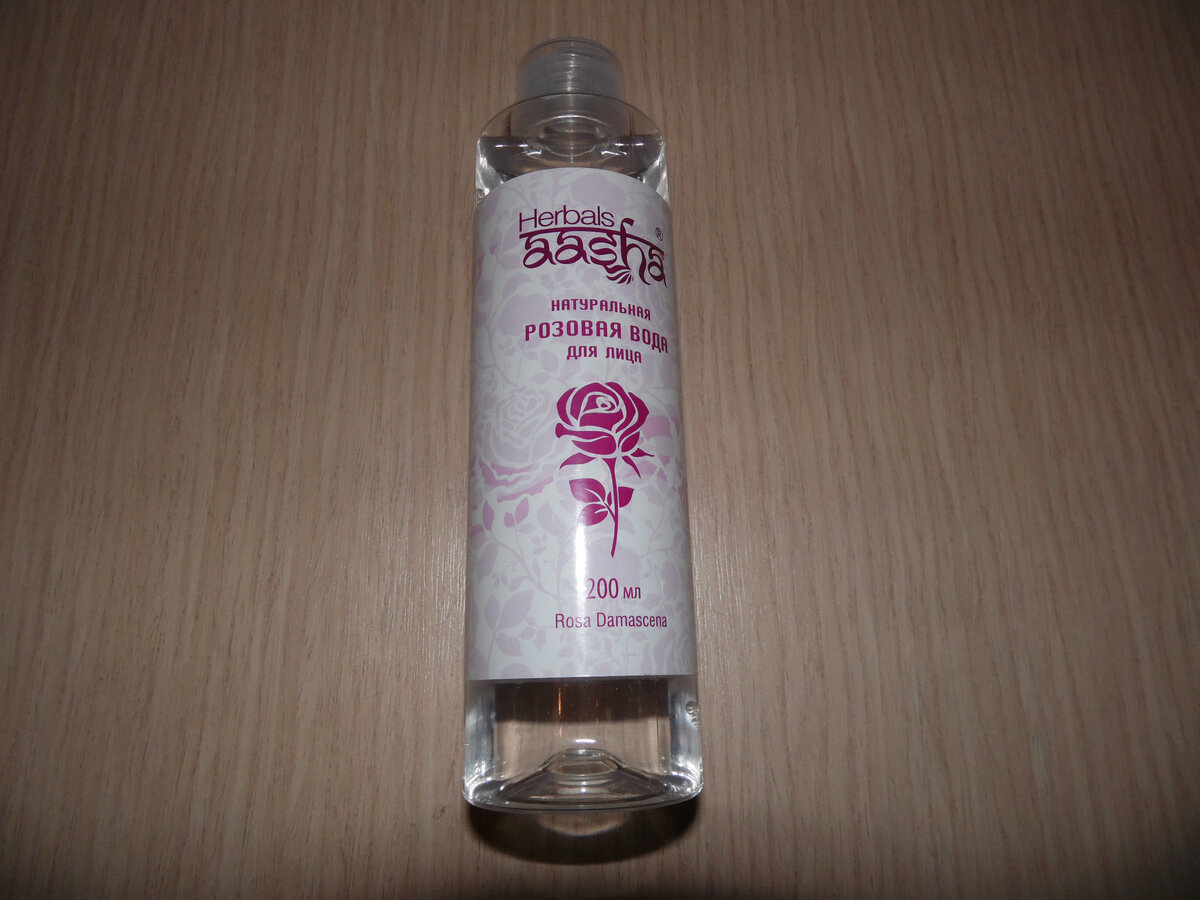 Herbals
aasha®
НАТУРАЛЬНАЯ
РОЗОВАЯ ВОДА
ДЛЯ ЛИЦА
200 мл
Rosa Damascena